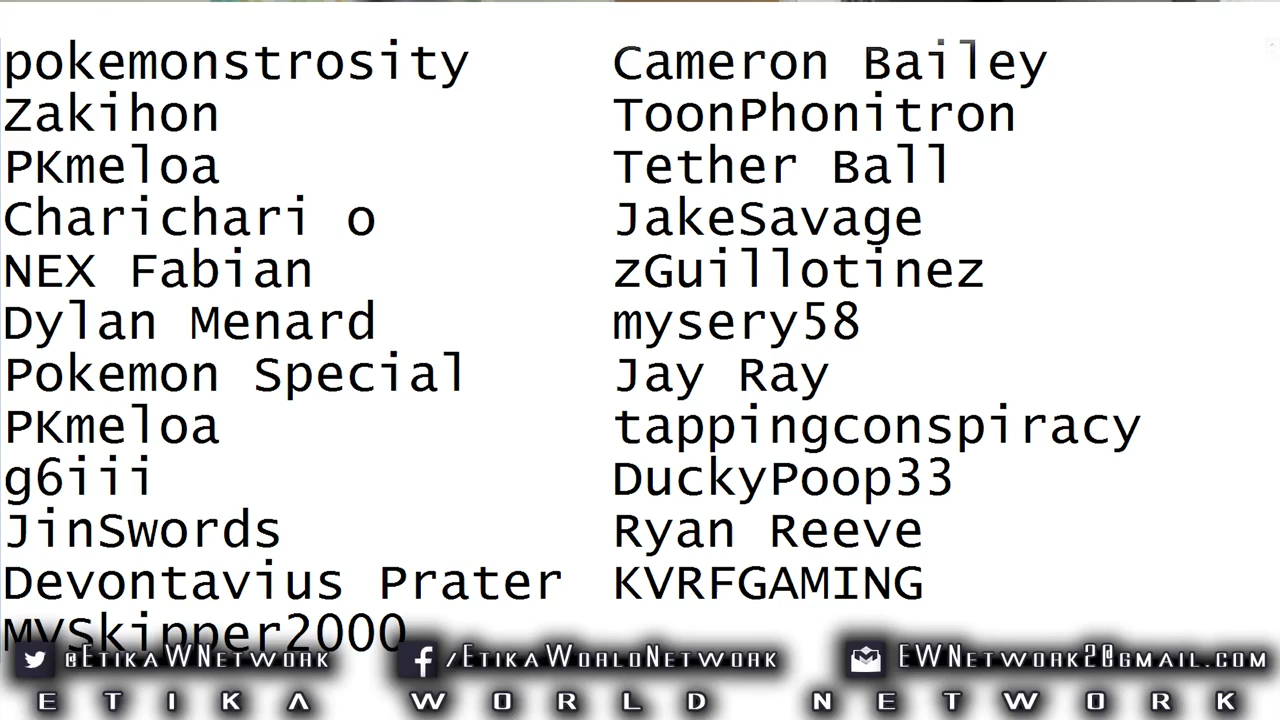 pokemonstrosity
Zakihon
PKmeloa
Charichari o
NEX Fabian
Dylan Menard
Pokemon Special
PKmeloa
g6iii
JinSwords
Devontavius Prater
MVSkipper2000
Cameron Bailey
ToonPhonitron
Tether Ball
JakeSavage
zGuillotinez
mysery58
Jay Ray
tappingconspiracy
DuckyPoop33
Ryan Reeve
KVRFGAMING
@EtikaWNetwork
/EtikaWorldNetwork
EWNetwork2@gmail.com
ETIKA WORLD NETWORK